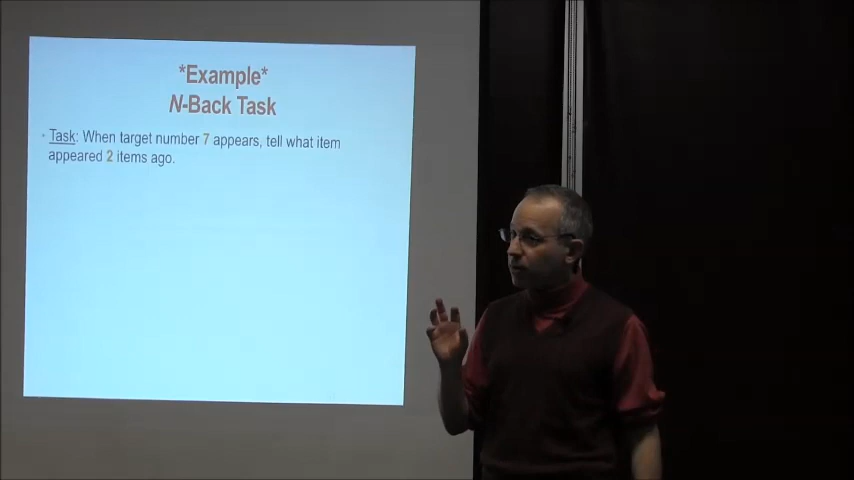 *Example*
N-Back Task
• Task: When target number 7 appears, tell what item
appeared 2 items ago.